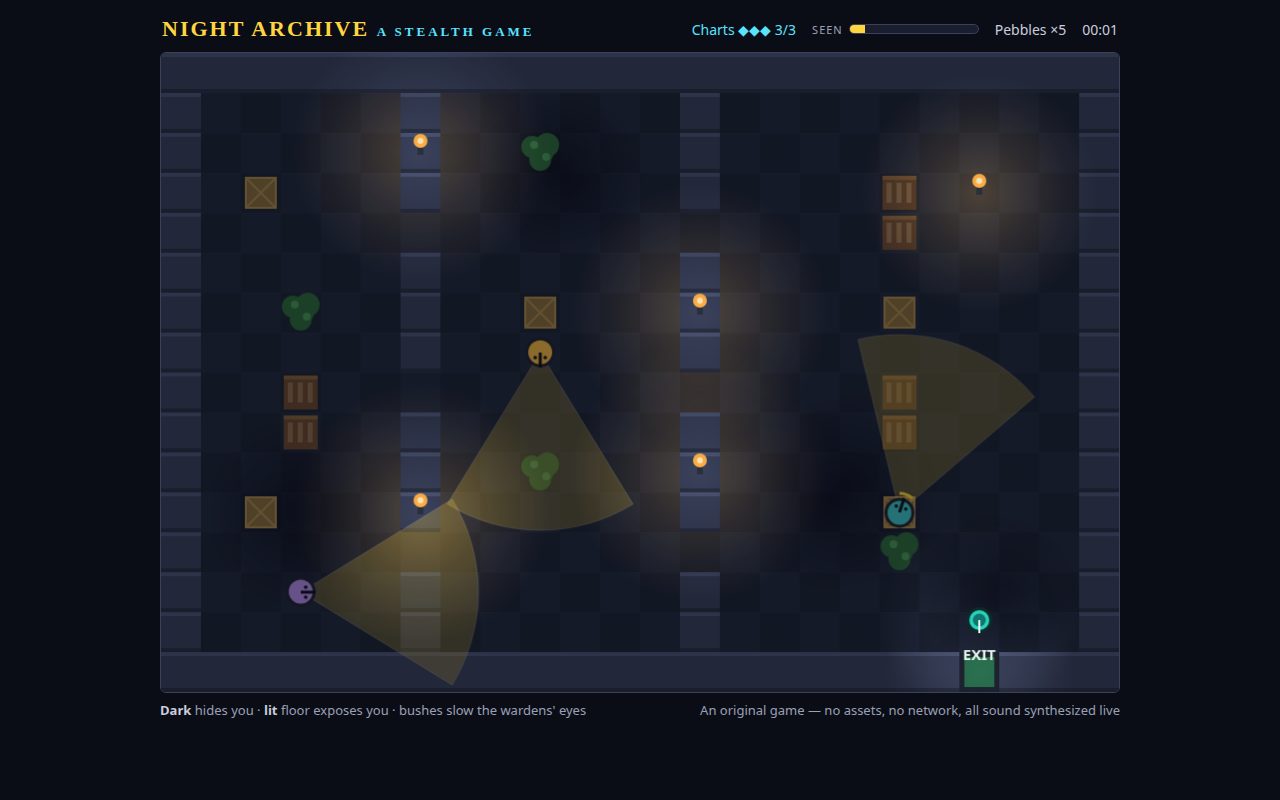 NIGHT ARCHIVE A STEALTH GAME
Charts ◆◆◆ 3/3 SEEN Pebbles ×5 00:01
EXIT
Dark hides you · lit floor exposes you · bushes slow the wardens' eyes
An original game — no assets, no network, all sound synthesized live